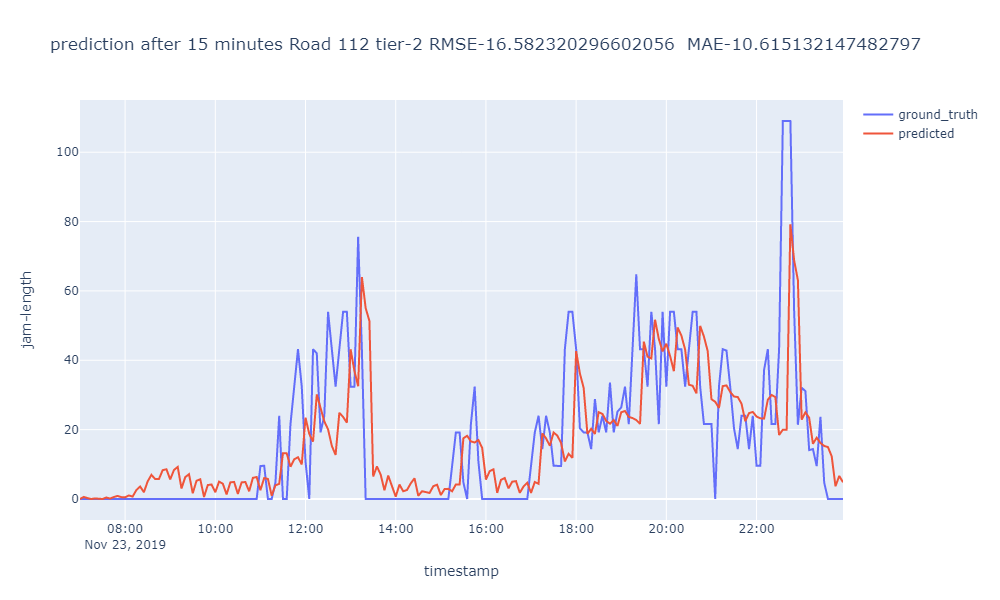 prediction after 15 minutes Road 112 tier-2 RMSE-16.582320296602056  MAE-10.615132147482797
ground_truth
predicted
100
80
60
40
20
0
jam-length
08:00 10:00 12:00 14:00 16:00 18:00 20:00 22:00
Nov 23, 2019
timestamp